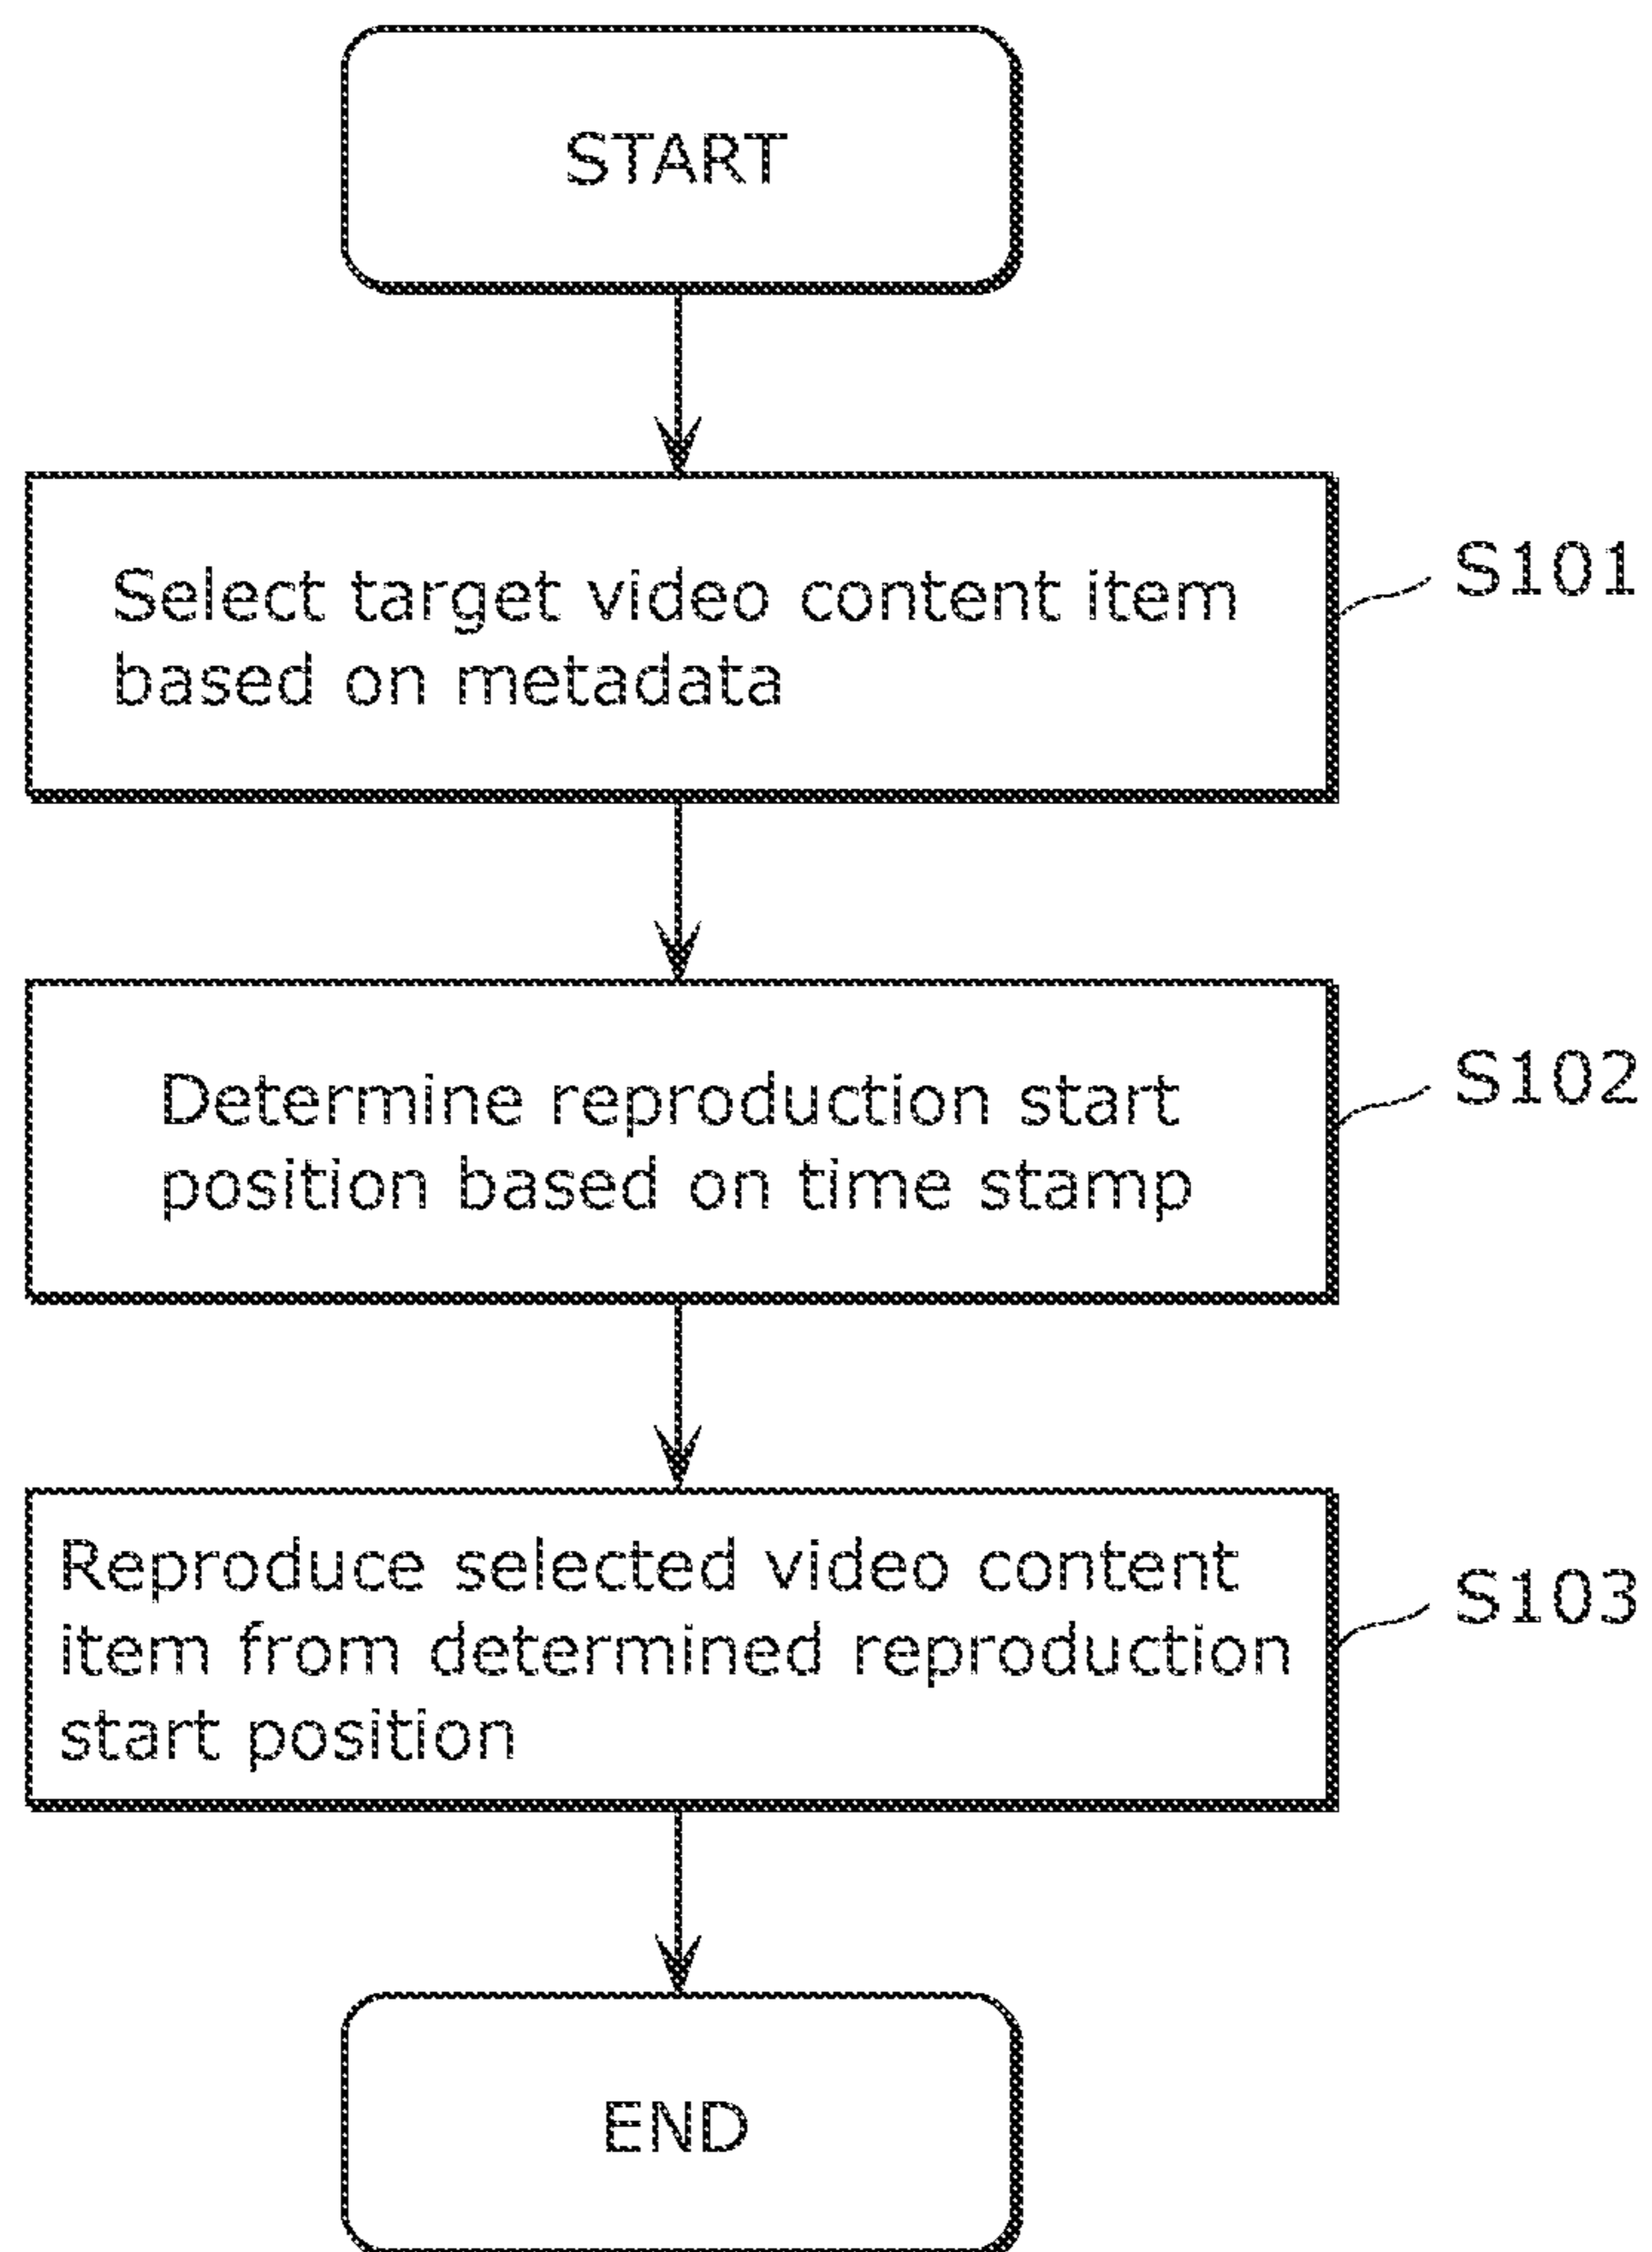 START
Select target video content item
based on metadata
S101
Determine reproduction start
position based on time stamp
S102
Reproduce selected video content
item from determined reproduction
start position
S103
END